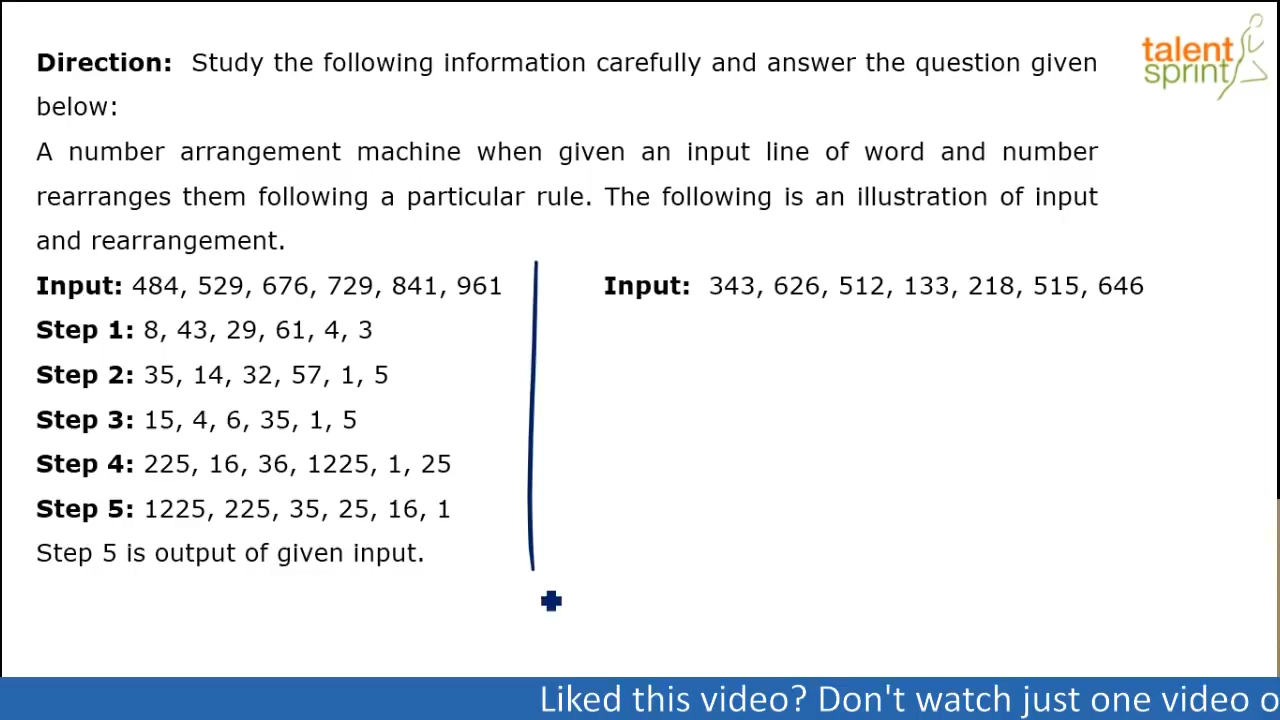 Direction: Study the following information carefully and answer the question given
below:
A number arrangement machine when given an input line of word and number
rearranges them following a particular rule. The following is an illustration of input
and rearrangement.
Input: 484, 529, 676, 729, 841, 961
Step 1: 8, 43, 29, 61, 4, 3
Step 2: 35, 14, 32, 57, 1, 5
Step 3: 15, 4, 6, 35, 1, 5
Step 4: 225, 16, 36, 1225, 1, 25
Step 5: 1225, 225, 35, 25, 16, 1
Step 5 is output of given input.
Input: 343, 626, 512, 133, 218, 515, 646
talent
sprint
Liked this video? Don't watch just one video o